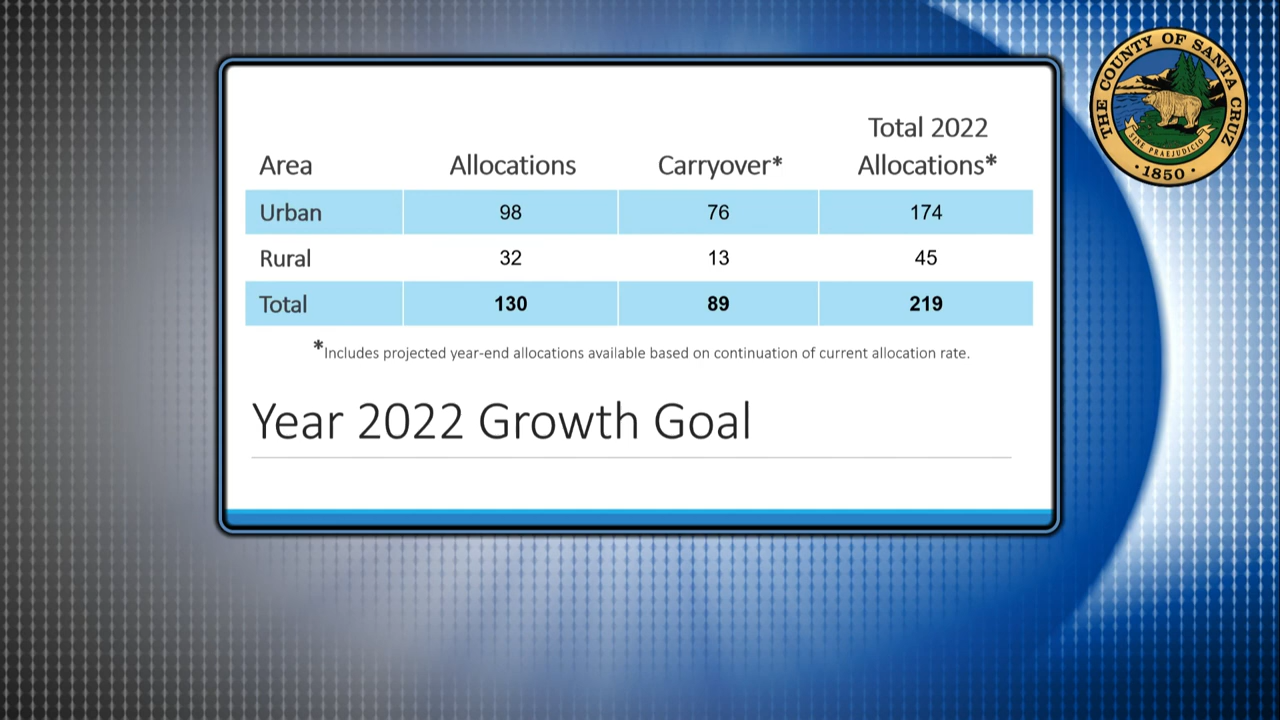 Total 2022
Area Allocations Carryover* Allocations*
Urban 98 76 174
Rural 32 13 45
Total 130 89 219
*Includes projected year-end allocations available based on continuation of current allocation rate.
Year 2022 Growth Goal
THE COUNTY OF SANTA CRUZ
SINE PRAEJUDICIO
· 1850 ·